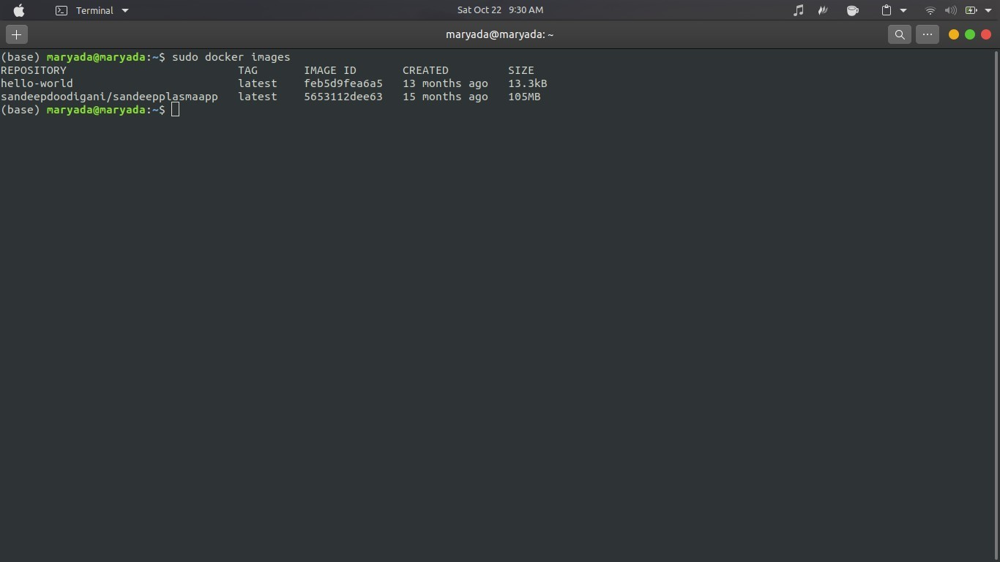 Terminal
Sat Oct 22 9:30 AM
maryada@maryada: ~
(base) maryada@maryada:~$ sudo docker images
REPOSITORY TAG IMAGE ID CREATED SIZE
hello-world latest feb5d9fea6a5 13 months ago 13.3kB
sandeepdoodigani/sandeepplasmaapp latest 5653112dee63 15 months ago 105MB
(base) maryada@maryada:~$